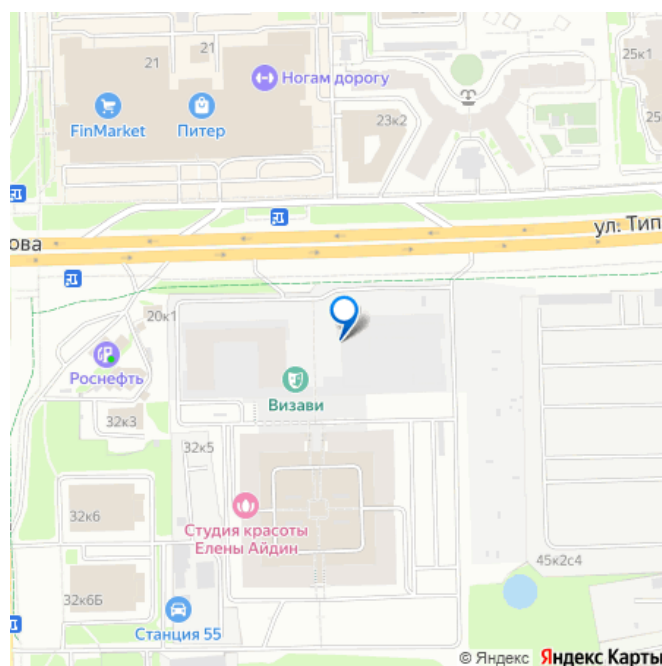 21
21
25к1
Ногам дорогу
FinMarket
Питер
23к2
25
ова
ул. Тип
20к1
Роснефть
Визави
32к3
32к5
32к6
Студия красоты
Елены Айдин
45к2с4
32к6Б
Станция 55
© Яндекс Яндекс Карты